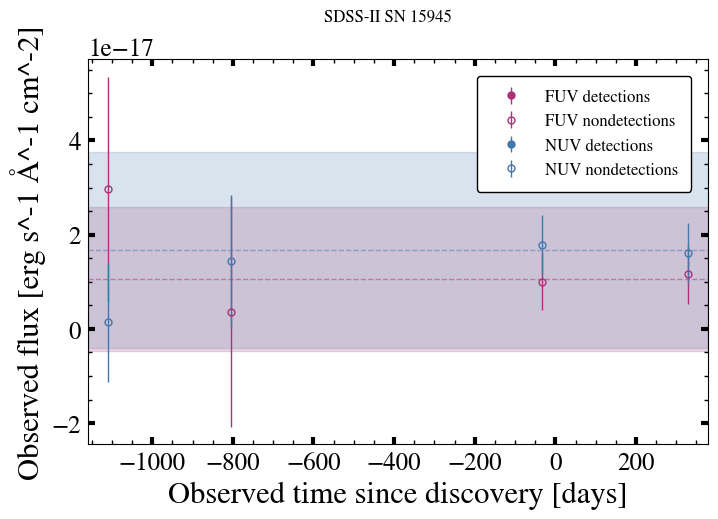 SDSS-II SN 15945
1e−17
Observed flux [erg s^-1 Å^-1 cm^-2]
4
2
0
−2
FUV detections
FUV nondetections
NUV detections
NUV nondetections
−1000 −800 −600 −400 −200 0 200
Observed time since discovery [days]